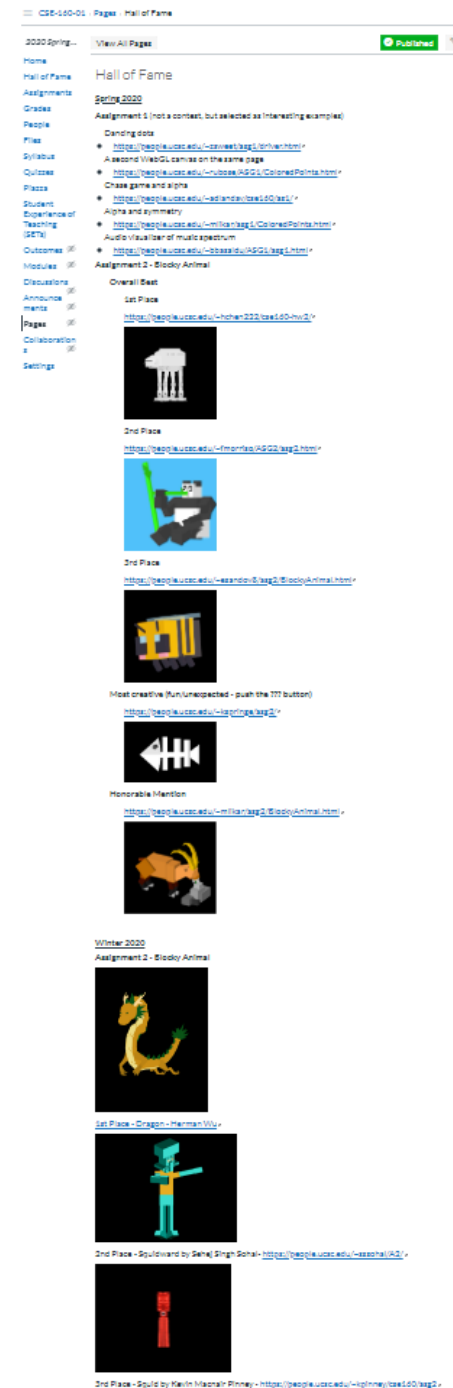 CSE-160-01 › Pages › Hall of Fame
2020 Spring...
Home
Hall of Fame
Assignments
Grades
People
Files
Syllabus
Quizzes
Piazza
Student
Experience of
Teaching
(SETs)
Outcomes
Modules
Discussions
Announce
ments
Pages
Collaboration
s
Settings
View All Pages
Published
Hall of Fame
Spring 2020
Assignment 1 (not a contest, but selected as interesting examples)
Dancing dots
https://people.ucsc.edu/~csweet/asg1/driver.html
A second WebGL canvas on the same page
https://people.ucsc.edu/~rubose/ASG1/ColoredPoints.html
Chase game and alpha
https://people.ucsc.edu/~adlanday/cse160/as1/
Alpha and symmetry
https://people.ucsc.edu/~milkar/asg1/ColoredPoints.html
Audio visualizer of music spectrum
https://people.ucsc.edu/~bbassidu/ASG1/asg1.html
Assignment 2 - Blocky Animal
Overall Best
1st Place
https://people.ucsc.edu/~hchen222/cse160-hw2/
2nd Place
https://people.ucsc.edu/~fmorriso/ASG2/asg2.html
3rd Place
https://people.ucsc.edu/~esandov8/asg2/BlockyAnimal.html
Most creative (fun/unexpected - push the ??? button)
https://people.ucsc.edu/~kspringe/asg2/
Honorable Mention
https://people.ucsc.edu/~milkar/asg2/BlockyAnimal.html
Winter 2020
Assignment 2 - Blocky Animal
1st Place - Dragon - Herman Wu
2nd Place - Squidward by Sehej Singh Sohal- https://people.ucsc.edu/~sssohal/A2/
3rd Place - Squid by Kevin Macnair Pinney - https://people.ucsc.edu/~kpinney/cse160/asg2